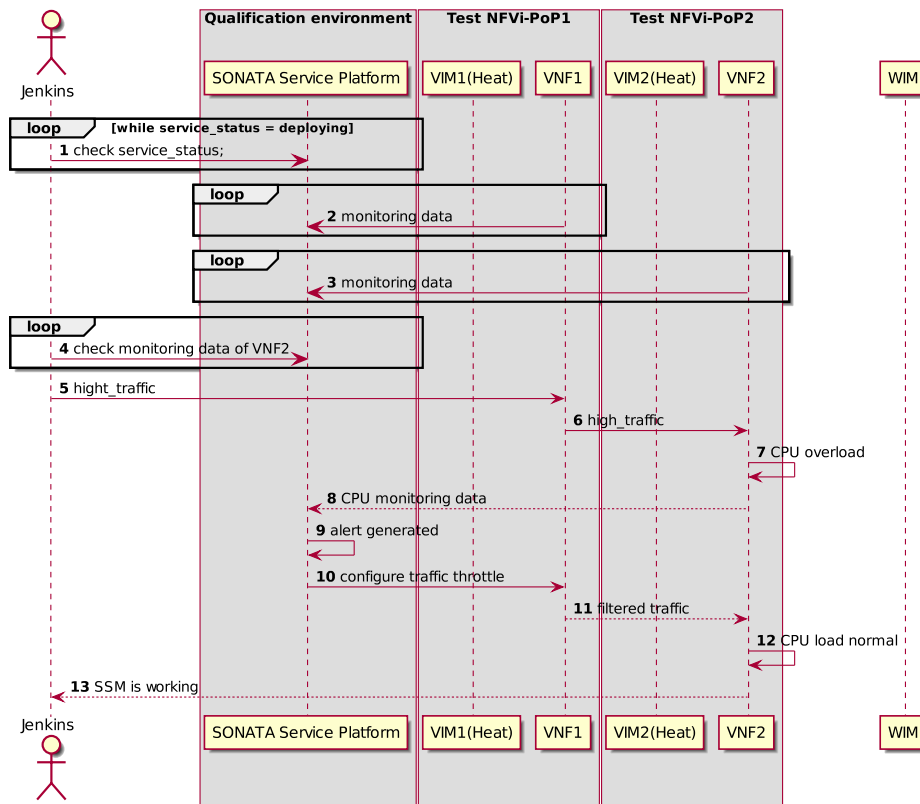 Qualification environment
Test NFVi-PoP1
Test NFVi-PoP2
Jenkins
SONATA Service Platform
VIM1(Heat)
VNF1
VIM2(Heat)
VNF2
WIM
loop [while service_status = deploying]
1 check service_status;
loop
2 monitoring data
loop
3 monitoring data
loop
4 check monitoring data of VNF2
5 hight_traffic
6 high_traffic
7 CPU overload
8 CPU monitoring data
9 alert generated
10 configure traffic throttle
11 filtered traffic
12 CPU load normal
13 SSM is working
Jenkins
SONATA Service Platform
VIM1(Heat)
VNF1
VIM2(Heat)
VNF2
WIM